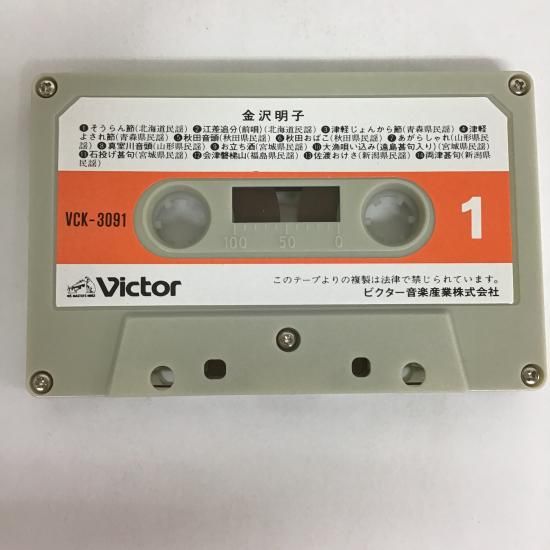 金沢明子
❶そうらん節(北海道民謡)❷江差追分(前唄)(北海道民謡)❸津軽じょんから節(青森県民謡)❹津軽
よされ節(青森県民謡)❺秋田音頭(秋田県民謡)❻秋田おばこ(秋田県民謡)❼あがらしゃれ(山形県民
謡)❽真室川音頭(山形県民謡)❾お立ち酒(宮城県民謡)❿大漁唄い込み(遠島甚句入り)(宮城県民謡)
⓫石投げ甚句(宮城県民謡)⓬会津磐梯山(福島県民謡)⓭佐渡おけさ(新潟県民謡)⓮両津甚句(新潟県
民謡)
VCK-3091
100 50 0
1
Victor
HIS MASTER'S VOICE
このテープよりの複製は法律で禁じられています。
ビクター音楽産業株式会社